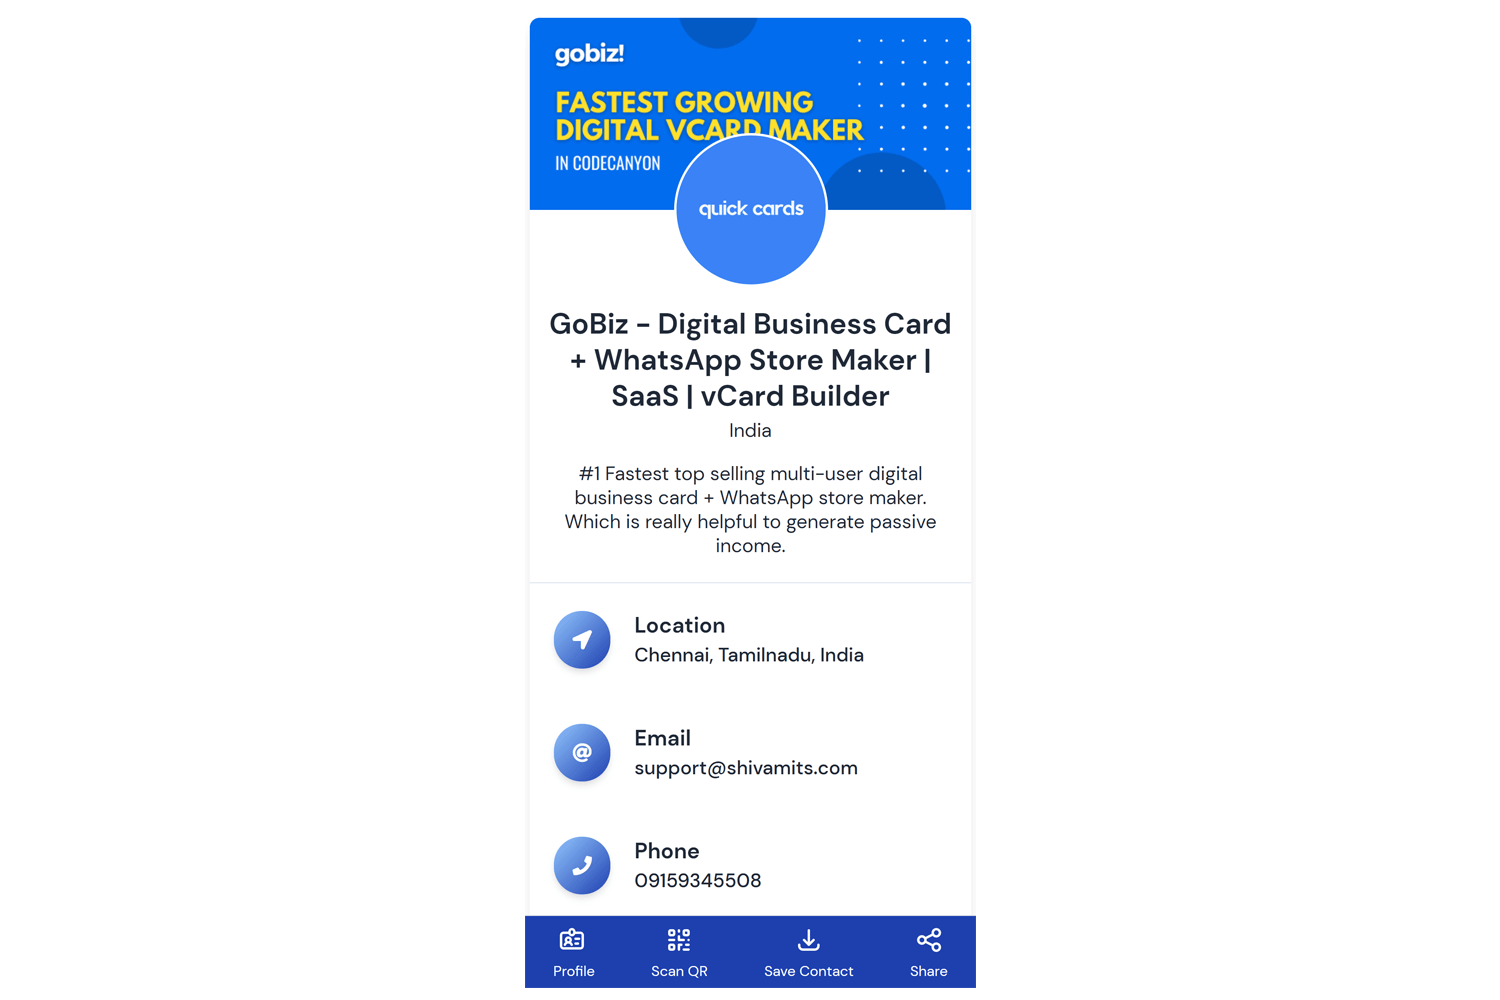 gobiz!
FASTEST GROWING
DIGITAL VCARD MAKER
IN CODECANYON
quick cards
GoBiz - Digital Business Card
+ WhatsApp Store Maker |
SaaS | vCard Builder
India
#1 Fastest top selling multi-user digital
business card + WhatsApp store maker.
Which is really helpful to generate passive
income.
Location
Chennai, Tamilnadu, India
@
Email
support@shivamits.com
Phone
09159345508
Profile
Scan QR
Save Contact
Share